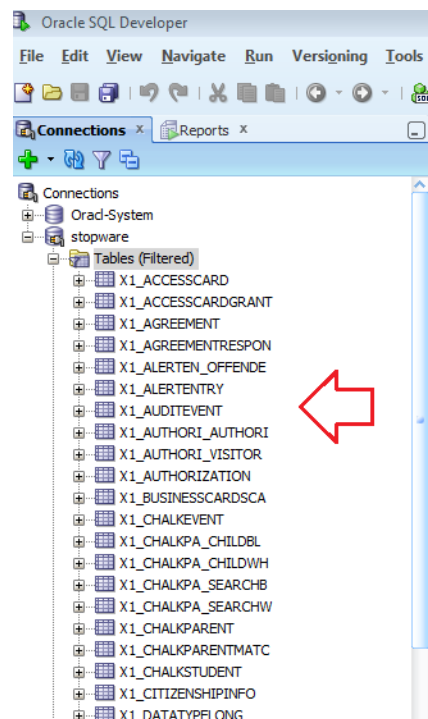 Oracle SQL Developer
File Edit View Navigate Run Versioning Tools
Connections x Reports x
Connections
Oracl-System
stopware
Tables (Filtered)
X1_ACCESSCARD
X1_ACCESSCARDGRANT
X1_AGREEMENT
X1_AGREEMENTRESPON
X1_ALERTEN_OFFENDE
X1_ALERTENTRY
X1_AUDITEVENT
X1_AUTHORI_AUTHORI
X1_AUTHORI_VISITOR
X1_AUTHORIZATION
X1_BUSINESSCARDSCA
X1_CHALKEVENT
X1_CHALKPA_CHILDBL
X1_CHALKPA_CHILDWH
X1_CHALKPA_SEARCHB
X1_CHALKPA_SEARCHW
X1_CHALKPARENT
X1_CHALKPARENTMATC
X1_CHALKSTUDENT
X1_CITIZENSHIPINFO
X1_DATATYPELONG